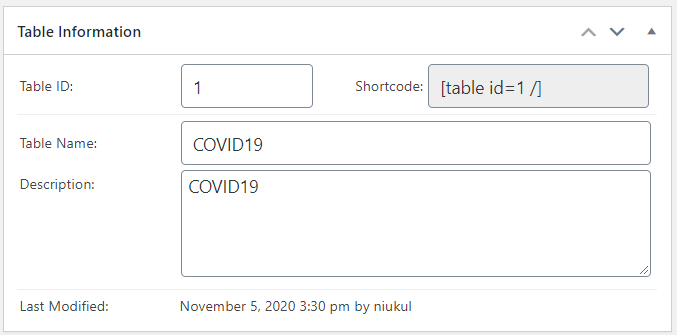 Table Information
Table ID: 1 Shortcode: [table id=1 /]
Table Name: COVID19
Description: COVID19
Last Modified: November 5, 2020 3:30 pm by niukul